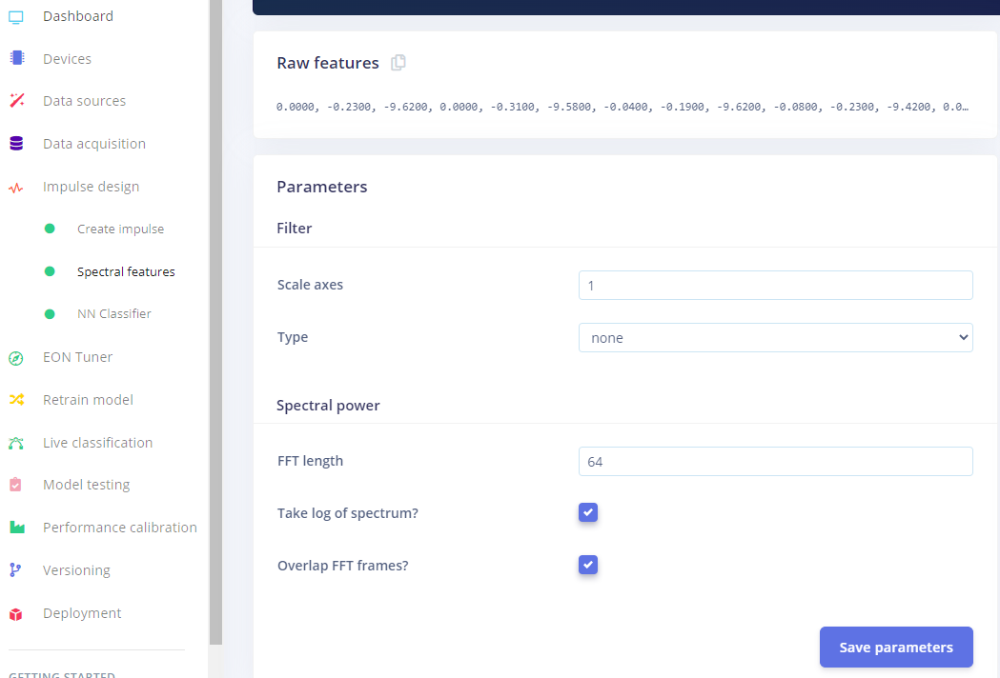 Dashboard
Devices
Data sources
Data acquisition
Impulse design
Create impulse
Spectral features
NN Classifier
EON Tuner
Retrain model
Live classification
Model testing
Performance calibration
Versioning
Deployment
GETTING STARTED
Raw features
0.0000, -0.2300, -9.6200, 0.0000, -0.3100, -9.5800, -0.0400, -0.1900, -9.6200, -0.0800, -0.2300, -9.4200, 0.0…
Parameters
Filter
Scale axes 1
Type none
Spectral power
FFT length 64
Take log of spectrum?
Overlap FFT frames?
Save parameters